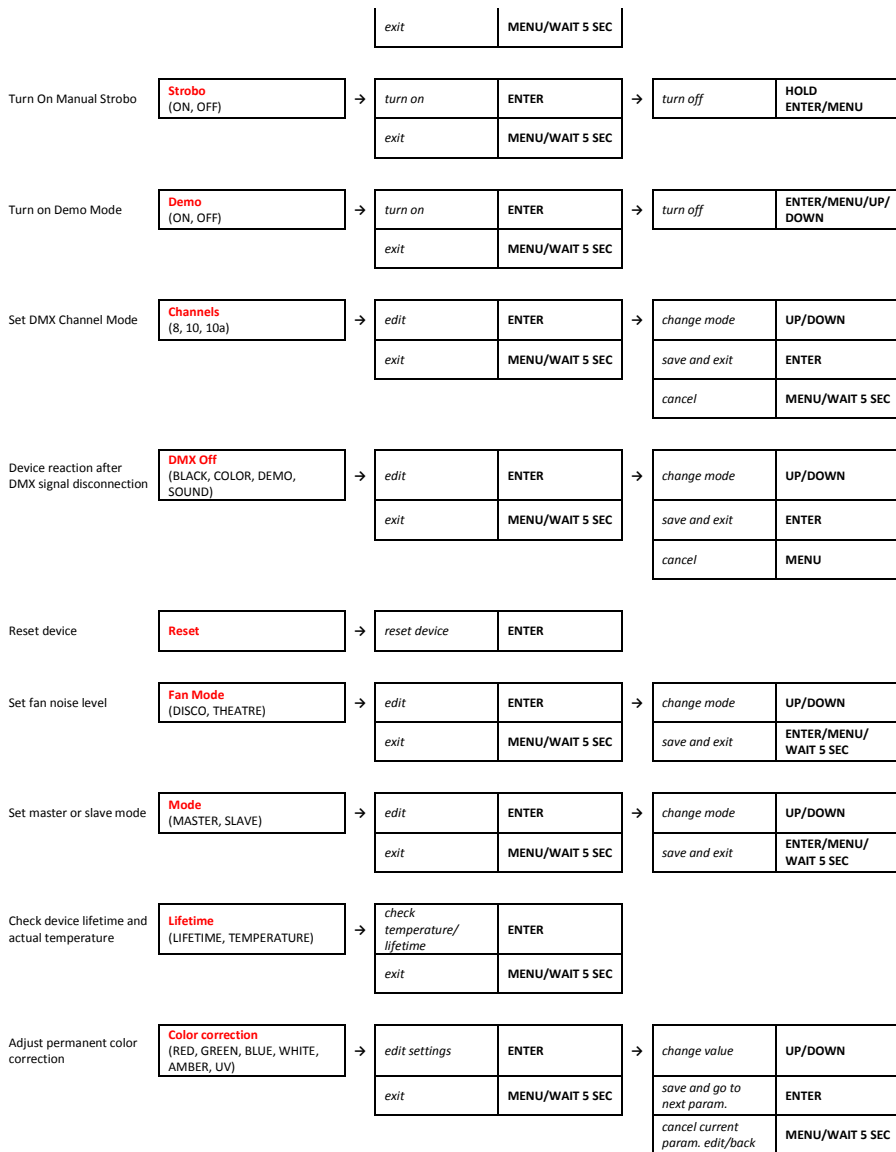 exit MENU/WAIT 5 SEC
Turn On Manual Strobo Strobo → turn on ENTER → turn off HOLD
(ON, OFF) ENTER/MENU
exit MENU/WAIT 5 SEC
Turn on Demo Mode Demo → turn on ENTER → turn off ENTER/MENU/UP/
(ON, OFF) DOWN
exit MENU/WAIT 5 SEC
Set DMX Channel Mode Channels → edit ENTER → change mode UP/DOWN
(8, 10, 10a)
exit MENU/WAIT 5 SEC save and exit ENTER
cancel MENU/WAIT 5 SEC
Device reaction after DMX Off
DMX signal disconnection (BLACK, COLOR, DEMO, → edit ENTER → change mode UP/DOWN
SOUND)
exit MENU/WAIT 5 SEC save and exit ENTER
cancel MENU
Reset device Reset → reset device ENTER
Set fan noise level Fan Mode → edit ENTER → change mode UP/DOWN
(DISCO, THEATRE)
exit MENU/WAIT 5 SEC save and exit ENTER/MENU/
WAIT 5 SEC
Set master or slave mode Mode → edit ENTER → change mode UP/DOWN
(MASTER, SLAVE)
exit MENU/WAIT 5 SEC save and exit ENTER/MENU/
WAIT 5 SEC
Check device lifetime and Lifetime → check
actual temperature (LIFETIME, TEMPERATURE) temperature/ ENTER
lifetime
exit MENU/WAIT 5 SEC
Adjust permanent color Color correction
correction (RED, GREEN, BLUE, WHITE, → edit settings ENTER → change value UP/DOWN
AMBER, UV)
exit MENU/WAIT 5 SEC save and go to ENTER
next param.
cancel current MENU/WAIT 5 SEC
param. edit/back